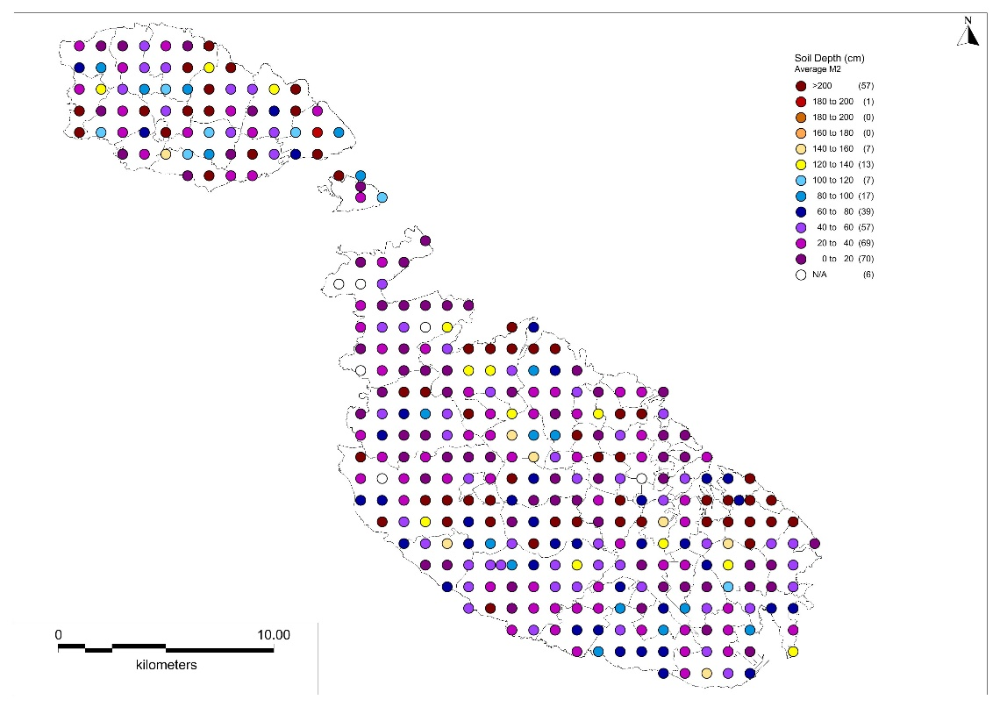 N
Soil Depth (cm)
Average M2
>200 (57)
180 to 200 (1)
180 to 200 (0)
160 to 180 (0)
140 to 160 (7)
120 to 140 (13)
100 to 120 (7)
80 to 100 (17)
60 to 80 (39)
40 to 60 (57)
20 to 40 (69)
0 to 20 (70)
N/A (6)
0 10.00
kilometers